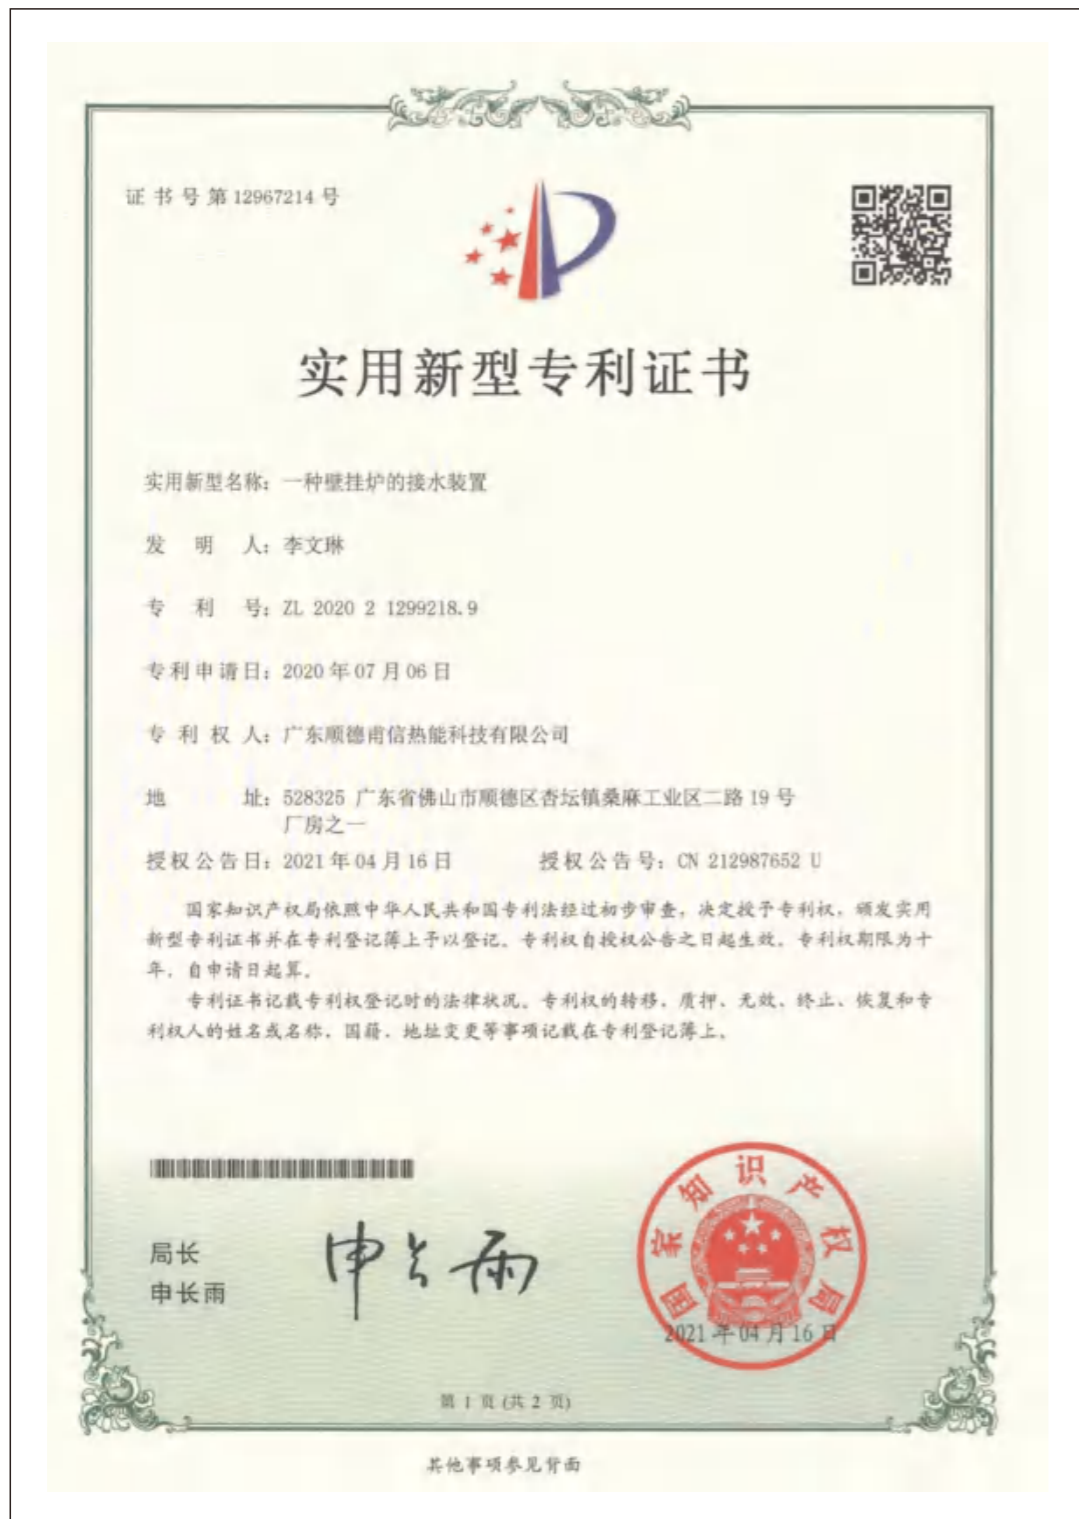 证书号第12967214号
实用新型专利证书
实用新型名称：一种壁挂炉的接水装置
发明人：李文琳
专利号：ZL 2020 2 1299218.9
专利申请日：2020年07月06日
专利权人：广东顺德甫信热能科技有限公司
地址：528325 广东省佛山市顺德区杏坛镇桑麻工业区二路19号
厂房之一
授权公告日：2021年04月16日 授权公告号：CN 212987652 U
国家知识产权局依照中华人民共和国专利法经过初步审查，决定授予专利权，颁发实用
新型专利证书并在专利登记簿上予以登记。专利权自授权公告之日起生效。专利权期限为十
年，自申请日起算。
专利证书记载专利权登记时的法律状况。专利权的转移、质押、无效、终止、恢复和专
利权人的姓名或名称、国籍、地址变更等事项记载在专利登记簿上。
局长
申长雨
申长雨
国家知识产权局
2021年04月16日
第 1 页 (共 2 页)
其他事项参见背面